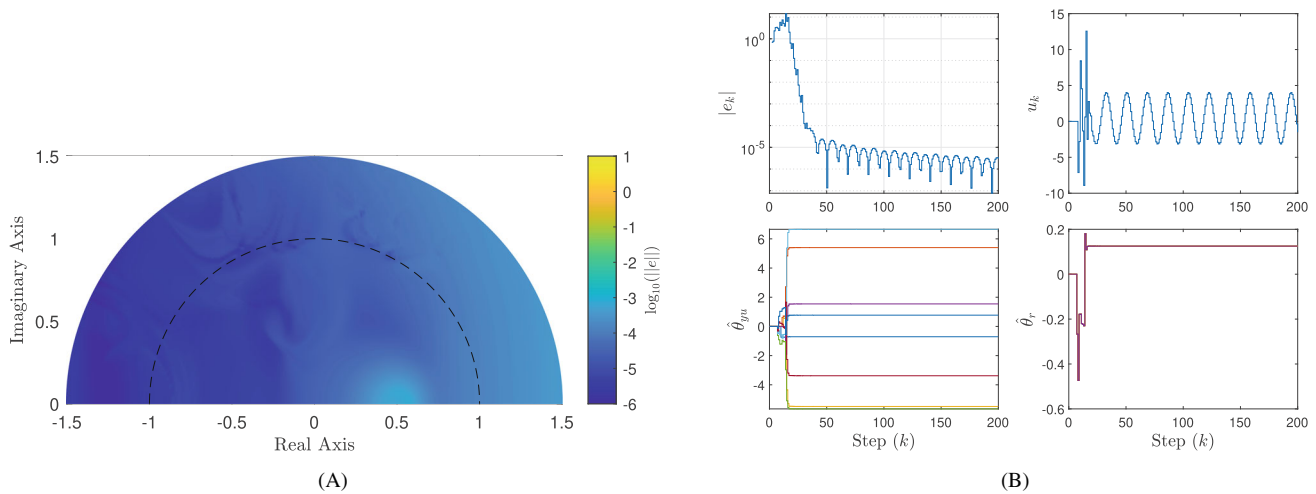 1.5
1
0.5
0
Imaginary Axis
-1.5 -1 -0.5 0 0.5 1 1.5
Real Axis
1
0
-1
-2
-3
-4
-5
-6
log₁₀(||e||)
(A)
10⁰
10⁻⁵
|eₖ|
0 50 100 150 200
15
10
5
0
-5
-10
uₖ
0 50 100 150 200
6
4
2
0
-2
-4
θ̂_yu
0 50 100 150 200
Step (k)
0.2
0
-0.2
-0.4
-0.6
θ̂_r
0 50 100 150 200
Step (k)
(B)